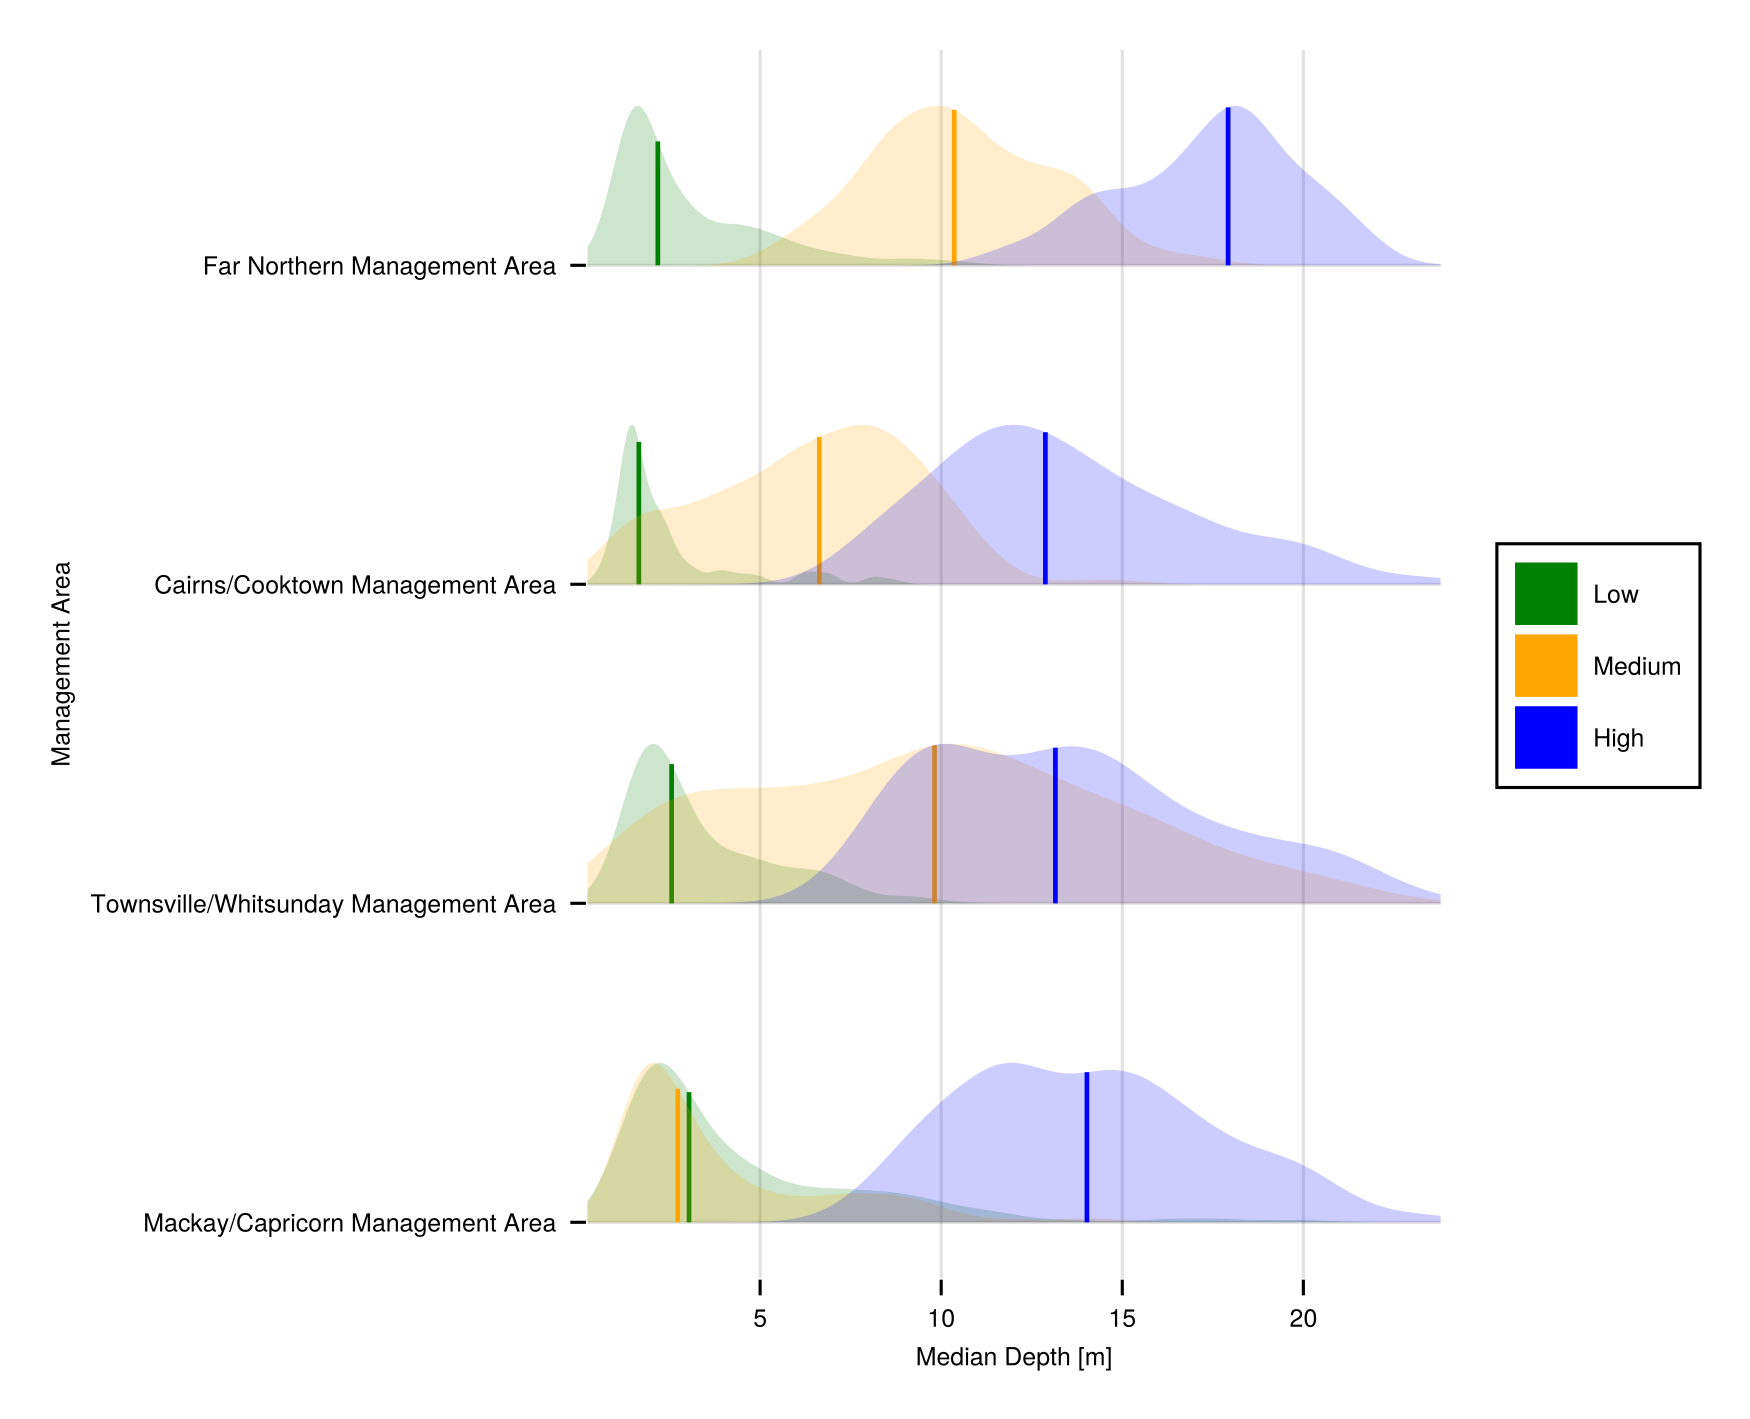 Far Northern Management Area
Cairns/Cooktown Management Area
Townsville/Whitsunday Management Area
Mackay/Capricorn Management Area
Management Area
5 10 15 20
Median Depth [m]
Low
Medium
High